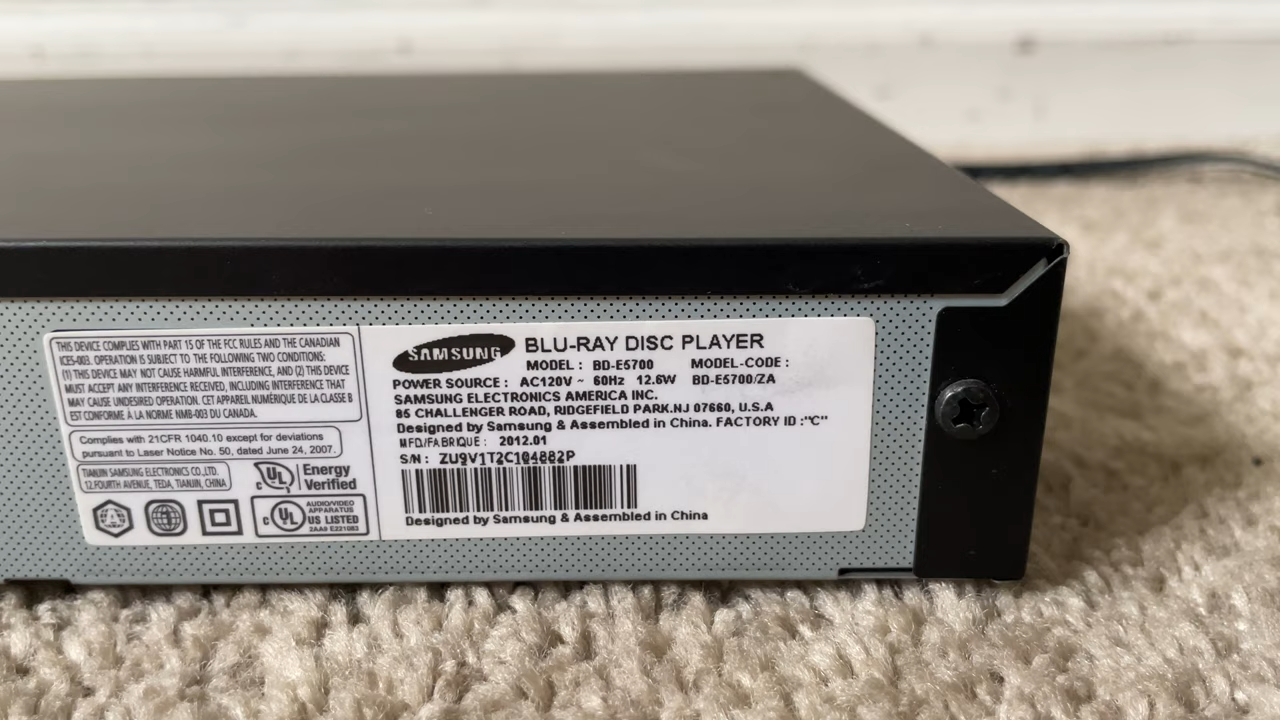 THIS DEVICE COMPLIES WITH PART 15 OF THE FCC RULES AND THE CANADIAN
ICES-003. OPERATION IS SUBJECT TO THE FOLLOWING TWO CONDITIONS:
(1) THIS DEVICE MAY NOT CAUSE HARMFUL INTERFERENCE, AND (2) THIS DEVICE
MUST ACCEPT ANY INTERFERENCE RECEIVED, INCLUDING INTERFERENCE THAT
MAY CAUSE UNDESIRED OPERATION. CET APPAREIL NUMÉRIQUE DE LA CLASSE B
EST CONFORME À LA NORME NMB-003 DU CANADA.
Complies with 21CFR 1040.10 except for deviations
pursuant to Laser Notice No. 50, dated June 24, 2007.
TIANJIN SAMSUNG ELECTRONICS CO.,LTD.
12.FOURTH AVENUE, TEDA, TIANJIN, CHINA
c UL Energy
Verified
c UL US LISTED
AUDIO/VIDEO
APPARATUS
2AA9 E221083
SAMSUNG
BLU-RAY DISC PLAYER
MODEL : BD-E5700 MODEL-CODE :
POWER SOURCE : AC120V ~ 60Hz 12.6W BD-E5700/ZA
SAMSUNG ELECTRONICS AMERICA INC.
85 CHALLENGER ROAD, RIDGEFIELD PARK.NJ 07660, U.S.A
Designed by Samsung & Assembled in China. FACTORY ID :"C"
MFD/FABRIQUE : 2012.01
S/N : ZU9V1T2C104882P
Designed by Samsung & Assembled in China